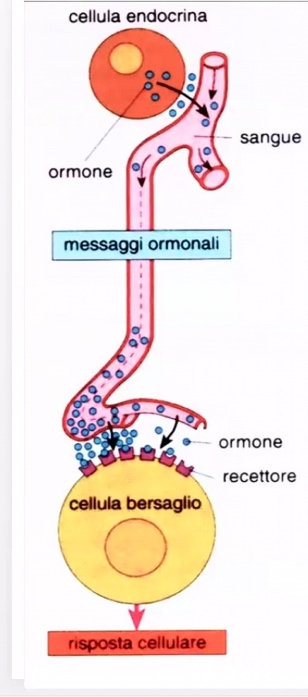 cellula endocrina
sangue
ormone
messaggi ormonali
ormone
recettore
cellula bersaglio
risposta cellulare